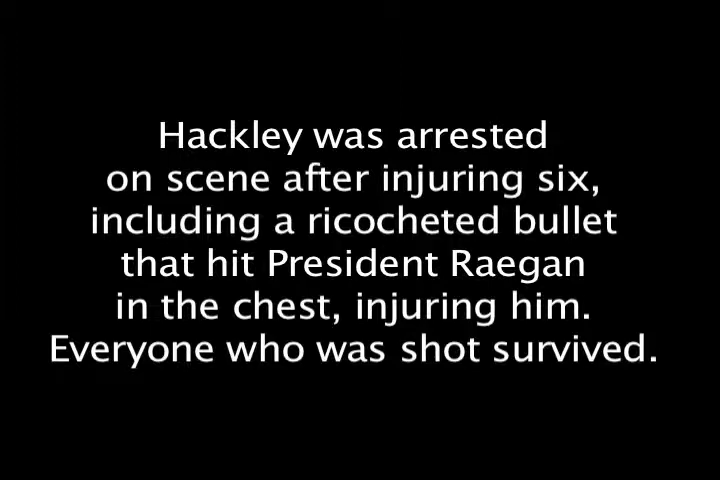 Hackley was arrested
on scene after injuring six,
including a ricocheted bullet
that hit President Raegan
in the chest, injuring him.
Everyone who was shot survived.